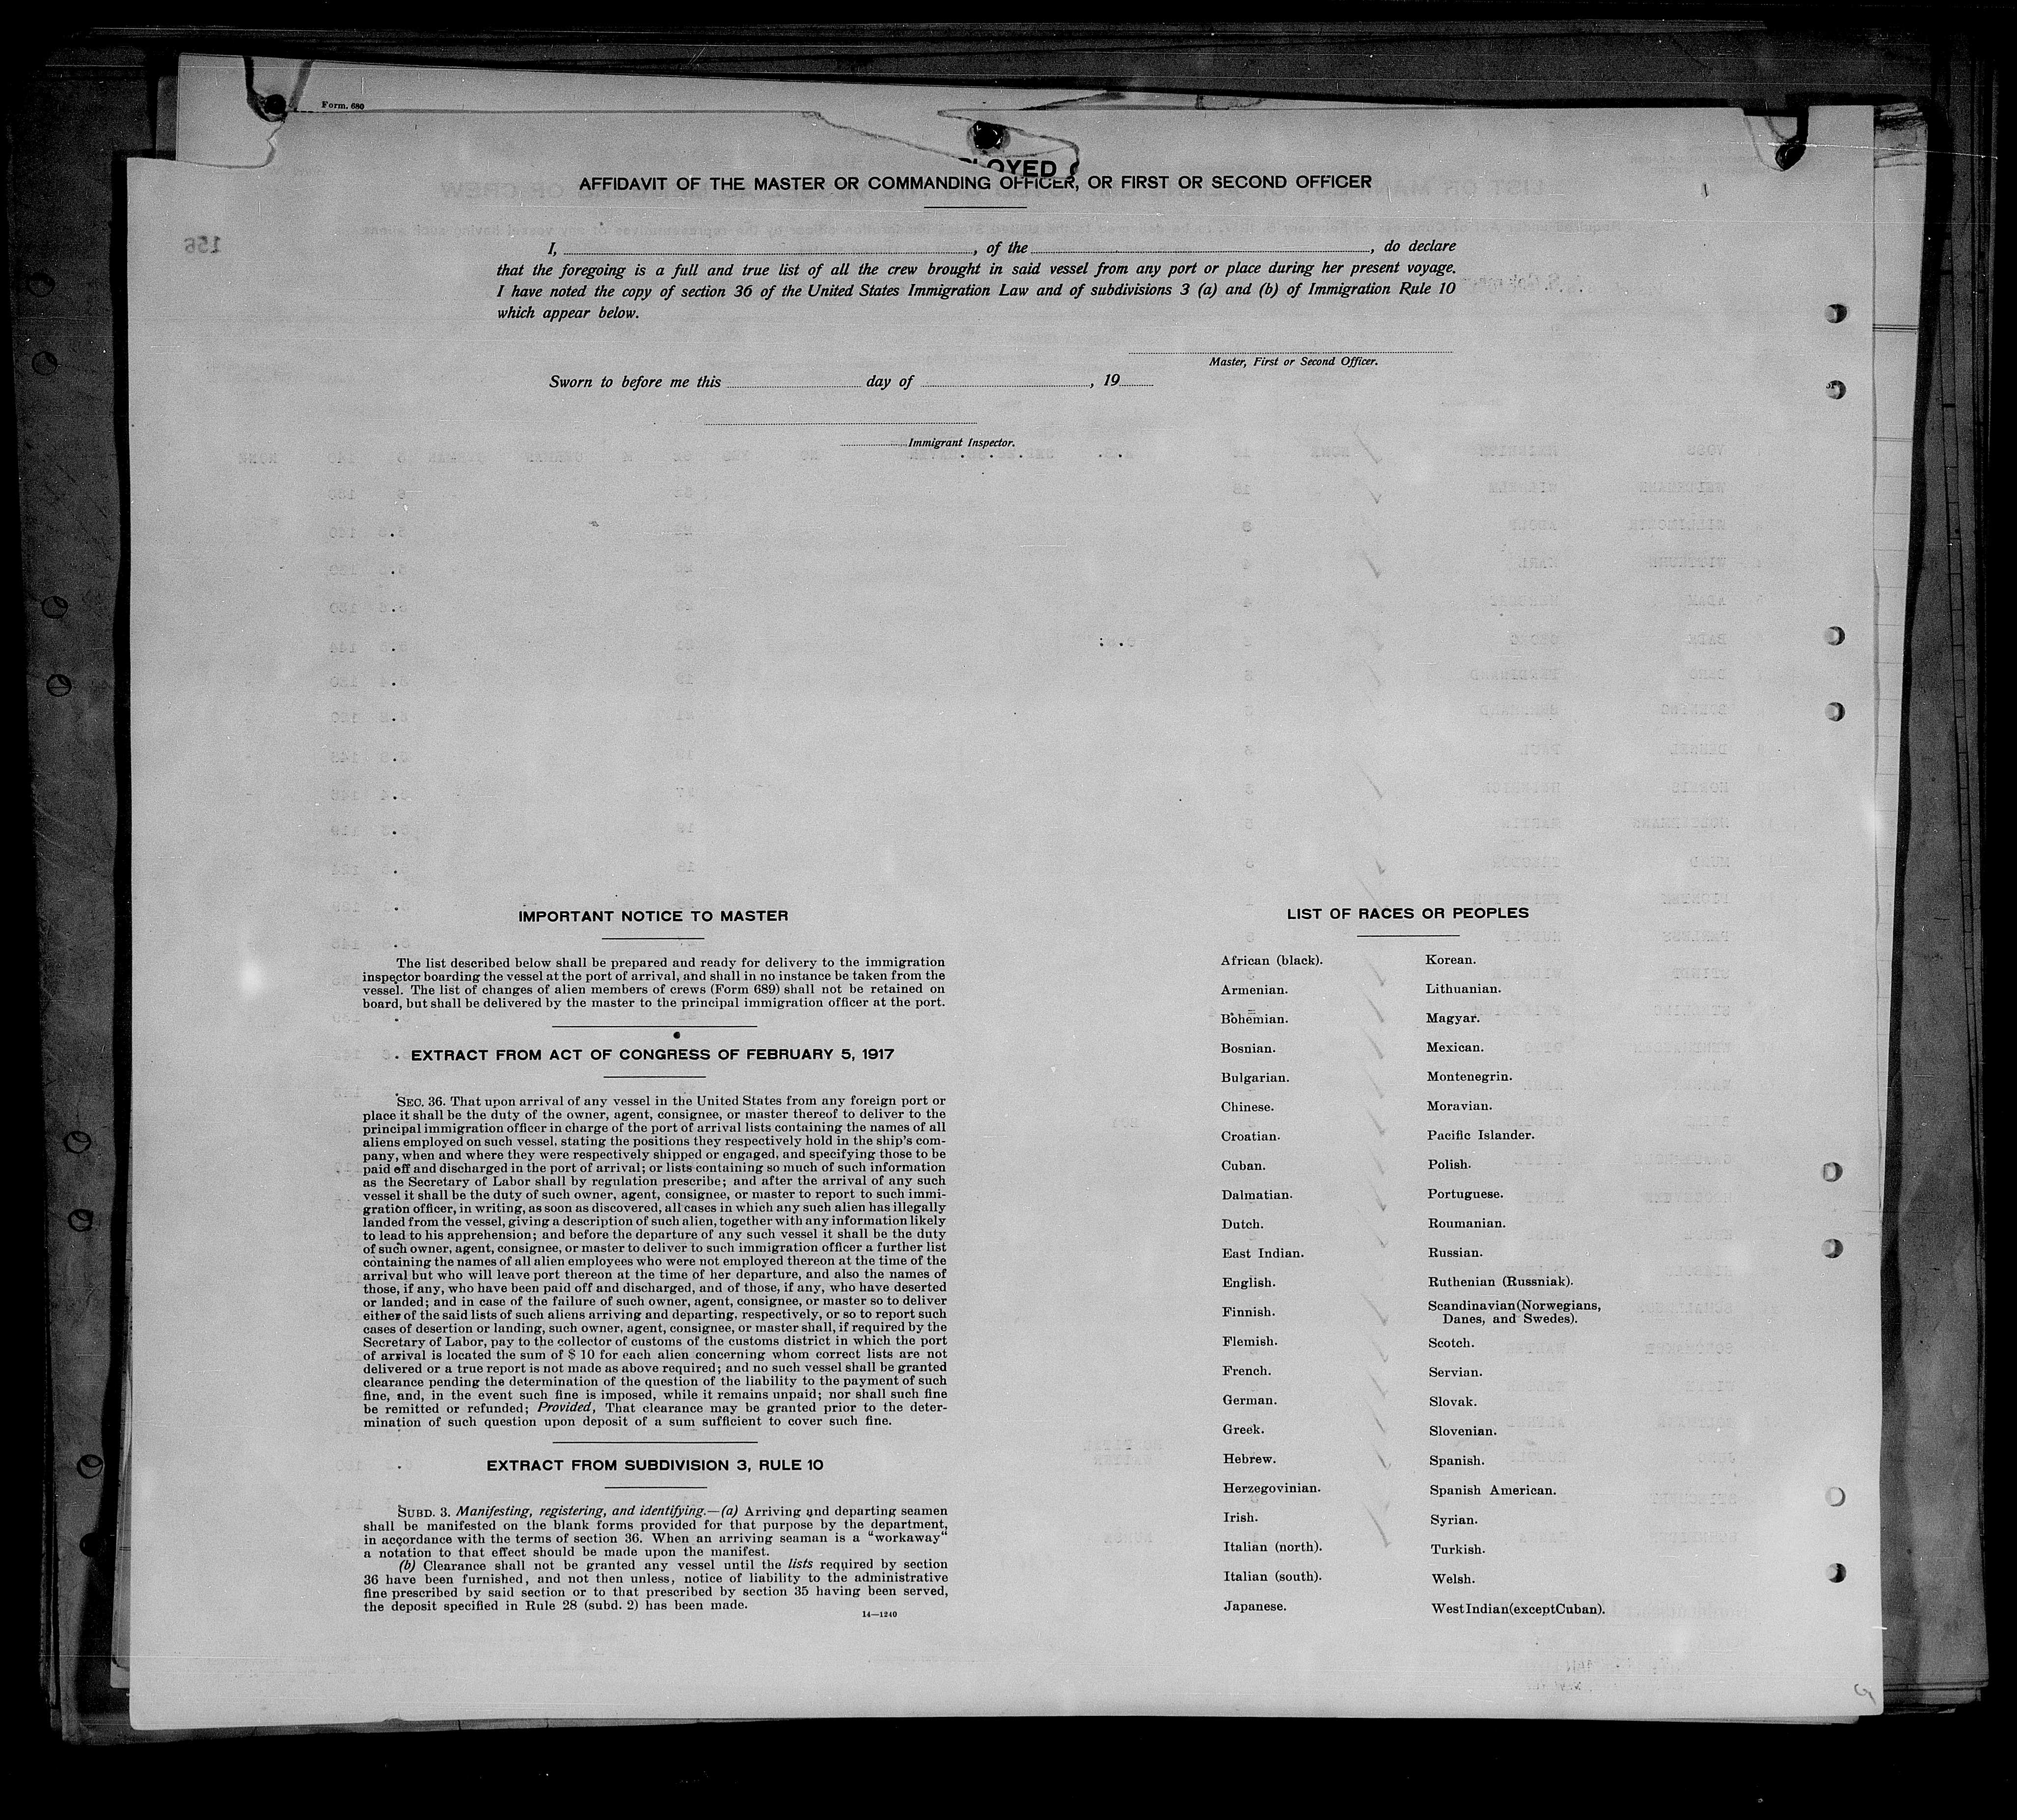 Form. 680
OYED
AFFIDAVIT OF THE MASTER OR COMMANDING OFFICER, OR FIRST OR SECOND OFFICER
156
I, , of the , do declare
that the foregoing is a full and true list of all the crew brought in said vessel from any port or place during her present voyage.
I have noted the copy of section 36 of the United States Immigration Law and of subdivisions 3 (a) and (b) of Immigration Rule 10
which appear below.
Master, First or Second Officer.
Sworn to before me this day of , 19
Immigrant Inspector.
IMPORTANT NOTICE TO MASTER
The list described below shall be prepared and ready for delivery to the immigration
inspector boarding the vessel at the port of arrival, and shall in no instance be taken from the
vessel. The list of changes of alien members of crews (Form 689) shall not be retained on
board, but shall be delivered by the master to the principal immigration officer at the port.
EXTRACT FROM ACT OF CONGRESS OF FEBRUARY 5, 1917
SEC. 36. That upon arrival of any vessel in the United States from any foreign port or
place it shall be the duty of the owner, agent, consignee, or master thereof to deliver to the
principal immigration officer in charge of the port of arrival lists containing the names of all
aliens employed on such vessel, stating the positions they respectively hold in the ship's com-
pany, when and where they were respectively shipped or engaged, and specifying those to be
paid off and discharged in the port of arrival; or lists containing so much of such information
as the Secretary of Labor shall by regulation prescribe; and after the arrival of any such
vessel it shall be the duty of such owner, agent, consignee, or master to report to such immi-
gration officer, in writing, as soon as discovered, all cases in which any such alien has illegally
landed from the vessel, giving a description of such alien, together with any information likely
to lead to his apprehension; and before the departure of any such vessel it shall be the duty
of such owner, agent, consignee, or master to deliver to such immigration officer a further list
containing the names of all alien employees who were not employed thereon at the time of the
arrival but who will leave port thereon at the time of her departure, and also the names of
those, if any, who have been paid off and discharged, and of those, if any, who have deserted
or landed; and in case of the failure of such owner, agent, consignee, or master so to deliver
either of the said lists of such aliens arriving and departing, respectively, or so to report such
cases of desertion or landing, such owner, agent, consignee, or master shall, if required by the
Secretary of Labor, pay to the collector of customs of the customs district in which the port
of arrival is located the sum of $ 10 for each alien concerning whom correct lists are not
delivered or a true report is not made as above required; and no such vessel shall be granted
clearance pending the determination of the question of the liability to the payment of such
fine, and, in the event such fine is imposed, while it remains unpaid; nor shall such fine
be remitted or refunded; Provided, That clearance may be granted prior to the deter-
mination of such question upon deposit of a sum sufficient to cover such fine.
EXTRACT FROM SUBDIVISION 3, RULE 10
SUBD. 3. Manifesting, registering, and identifying.—(a) Arriving and departing seamen
shall be manifested on the blank forms provided for that purpose by the department,
in accordance with the terms of section 36. When an arriving seaman is a “workaway“
a notation to that effect should be made upon the manifest.
(b) Clearance shall not be granted any vessel until the lists required by section
36 have been furnished, and not then unless, notice of liability to the administrative
fine prescribed by said section or to that prescribed by section 35 having been served,
the deposit specified in Rule 28 (subd. 2) has been made.
14—1240
LIST OF RACES OR PEOPLES
African (black).
Armenian.
Bohemian.
Bosnian.
Bulgarian.
Chinese.
Croatian.
Cuban.
Dalmatian.
Dutch.
East Indian.
English.
Finnish.
Flemish.
French.
German.
Greek.
Hebrew.
Herzegovinian.
Irish.
Italian (north).
Italian (south).
Japanese.
Korean.
Lithuanian.
Magyar.
Mexican.
Montenegrin.
Moravian.
Pacific Islander.
Polish.
Portuguese.
Roumanian.
Russian.
Ruthenian (Russniak).
Scandinavian (Norwegians,
Danes, and Swedes).
Scotch.
Servian.
Slovak.
Slovenian.
Spanish.
Spanish American.
Syrian.
Turkish.
Welsh.
West Indian (except Cuban).